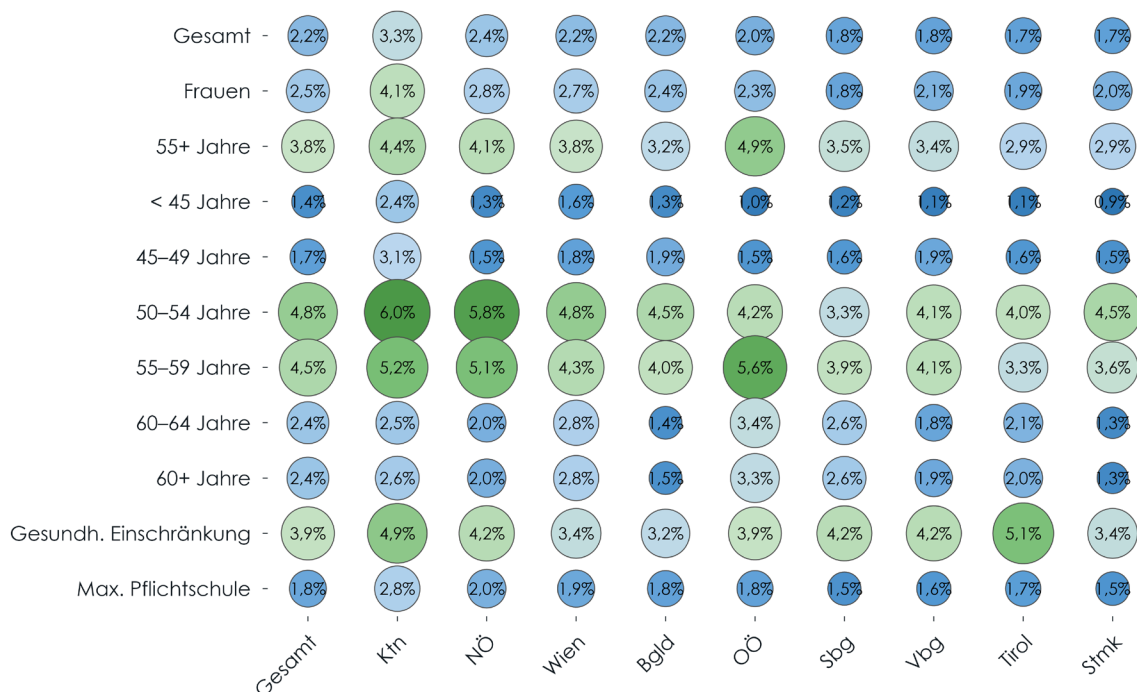 Gesamt 2,2% 3,3% 2,4% 2,2% 2,2% 2,0% 1,8% 1,8% 1,7% 1,7%
Frauen 2,5% 4,1% 2,8% 2,7% 2,4% 2,3% 1,8% 2,1% 1,9% 2,0%
55+ Jahre 3,8% 4,4% 4,1% 3,8% 3,2% 4,9% 3,5% 3,4% 2,9% 2,9%
< 45 Jahre 1,4% 2,4% 1,3% 1,6% 1,3% 1,0% 1,2% 1,1% 1,1% 0,9%
45–49 Jahre 1,7% 3,1% 1,5% 1,8% 1,9% 1,5% 1,6% 1,9% 1,6% 1,5%
50–54 Jahre 4,8% 6,0% 5,8% 4,8% 4,5% 4,2% 3,3% 4,1% 4,0% 4,5%
55–59 Jahre 4,5% 5,2% 5,1% 4,3% 4,0% 5,6% 3,9% 4,1% 3,3% 3,6%
60–64 Jahre 2,4% 2,5% 2,0% 2,8% 1,4% 3,4% 2,6% 1,8% 2,1% 1,3%
60+ Jahre 2,4% 2,6% 2,0% 2,8% 1,5% 3,3% 2,6% 1,9% 2,0% 1,3%
Gesundh. Einschränkung 3,9% 4,9% 4,2% 3,4% 3,2% 3,9% 4,2% 4,2% 5,1% 3,4%
Max. Pflichtschule 1,8% 2,8% 2,0% 1,9% 1,8% 1,8% 1,5% 1,6% 1,7% 1,5%
Gesamt Ktn NÖ Wien Bgld OÖ Sbg Vbg Tirol Stmk